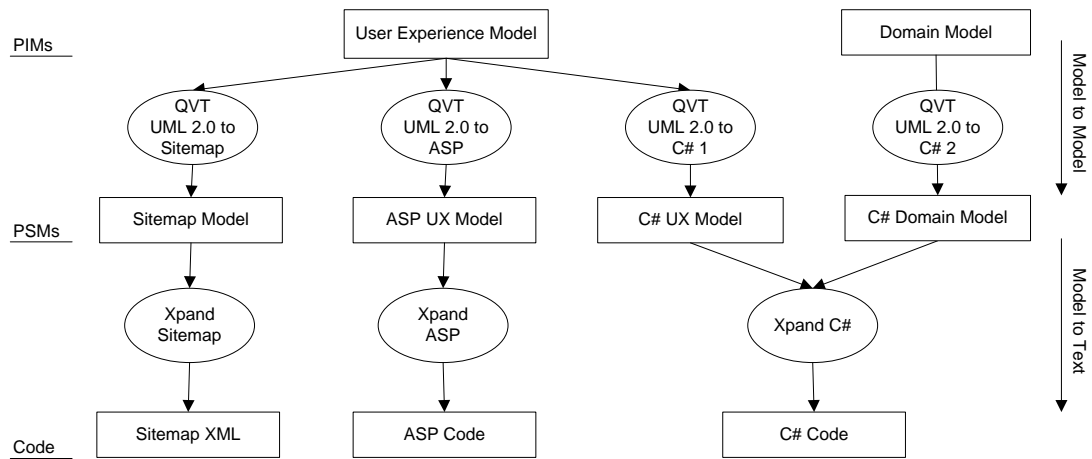 User Experience Model
Domain Model
PIMs
QVT
UML 2.0 to
Sitemap
QVT
UML 2.0 to
ASP
QVT
UML 2.0 to
C# 1
QVT
UML 2.0 to
C# 2
Model to Model
Sitemap Model
ASP UX Model
C# UX Model
C# Domain Model
PSMs
Xpand
Sitemap
Xpand
ASP
Xpand C#
Model to Text
Sitemap XML
ASP Code
C# Code
Code